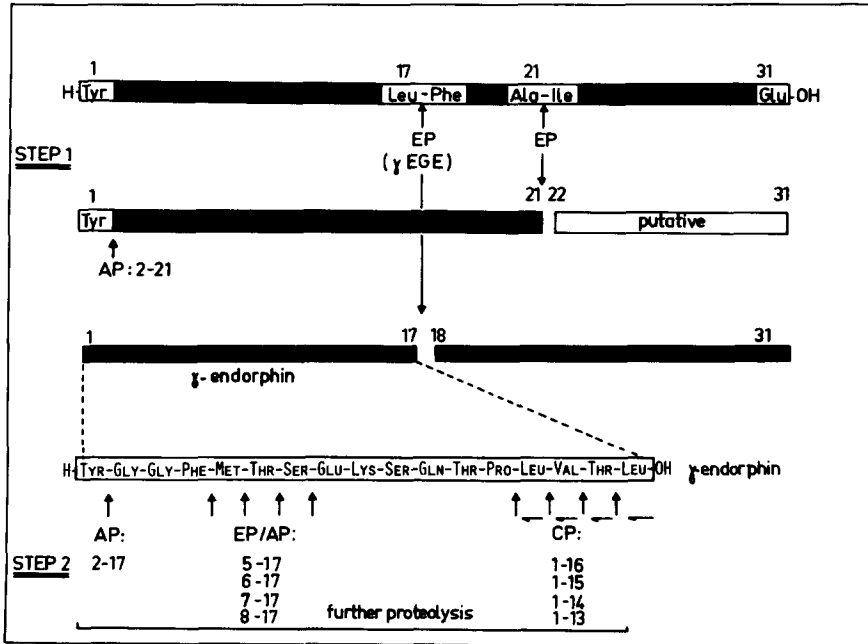 1 17 21 31
H-Tyr Leu-Phe Ala-Ile Glu-OH
EP EP
(γEGE)
STEP 1
1 21 22 31
Tyr putative
AP: 2-21
1 17 18 31
γ-endorphin
H-TYR-GLY-GLY-PHE-MET-THR-SER-GLU-LYS-SER-GLN-THR-PRO-LEU-VAL-THR-LEU-OH γ-endorphin
AP: EP/AP: CP:
STEP 2 2-17 5-17 1-16
6-17 1-15
7-17 1-14
8-17 further proteolysis 1-13